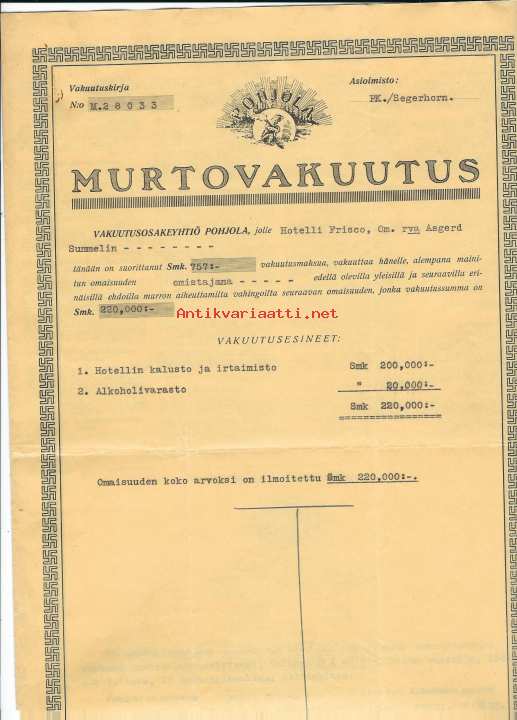 Vakuutuskirja
N:o M.28033
POHJOLA
Asioimisto:
PK./Segerhorn.
MURTOVAKUUTUS
VAKUUTUSOSAKEYHTIÖ POHJOLA, jolle Hotelli Frisco, Om. rva Asgerd
Summelin - - - - - - - -
tänään on suorittanut Smk. 757:- vakuutusmaksua, vakuuttaa hänelle, alempana maini-
tun omaisuuden omistajana - - - - - edellä olevilla yleisillä ja seuraavilla eri-
näisillä ehdoilla murron aiheuttamilta vahingoilta seuraavan omaisuuden, jonka vakuutussumma on
Smk. 220,000:-
Antikvariaatti.net
VAKUUTUSESINEET:
1. Hotellin kalusto ja irtaimisto Smk 200,000:-
2. Alkoholivarasto " 20,000:-
Smk 220,000:-
Omaisuuden koko arvoksi on ilmoitettu Smk 220,000:-.